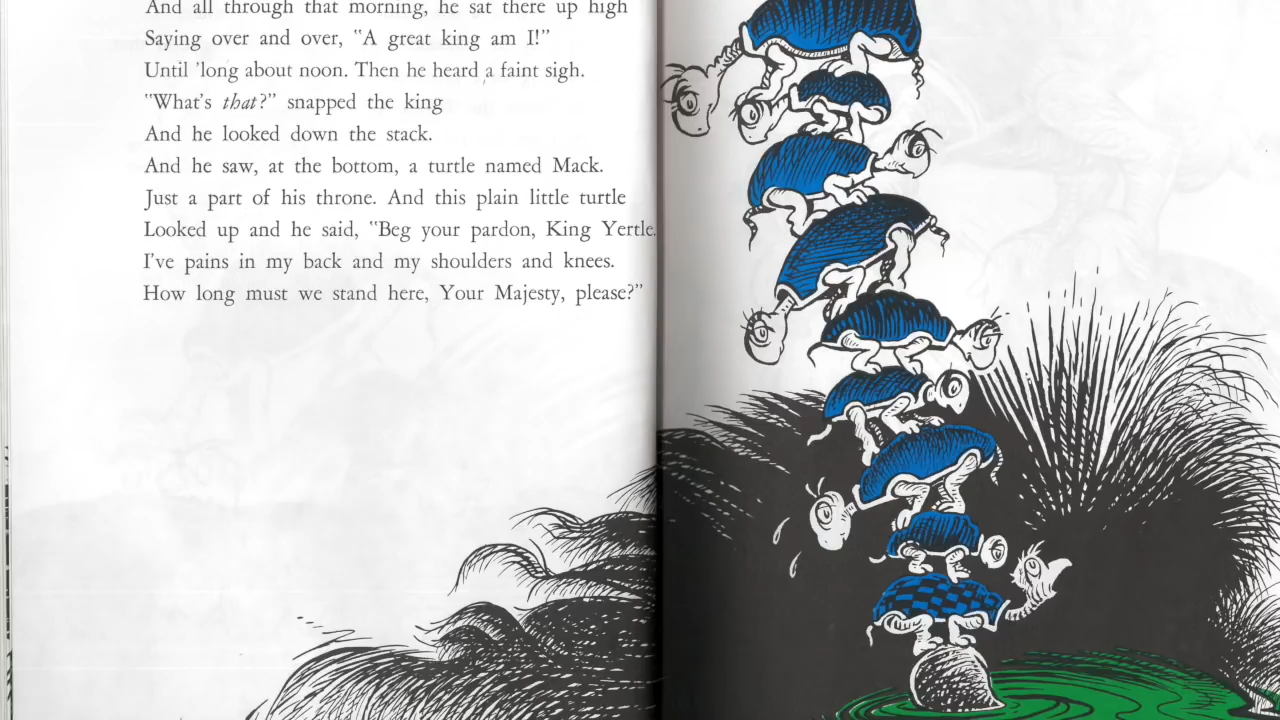 And all through that morning, he sat there up high
Saying over and over, "A great king am I!"
Until 'long about noon. Then he heard a faint sigh.
"What's that?" snapped the king
And he looked down the stack.
And he saw, at the bottom, a turtle named Mack.
Just a part of his throne. And this plain little turtle
Looked up and he said, "Beg your pardon, King Yertle.
I've pains in my back and my shoulders and knees.
How long must we stand here, Your Majesty, please?"